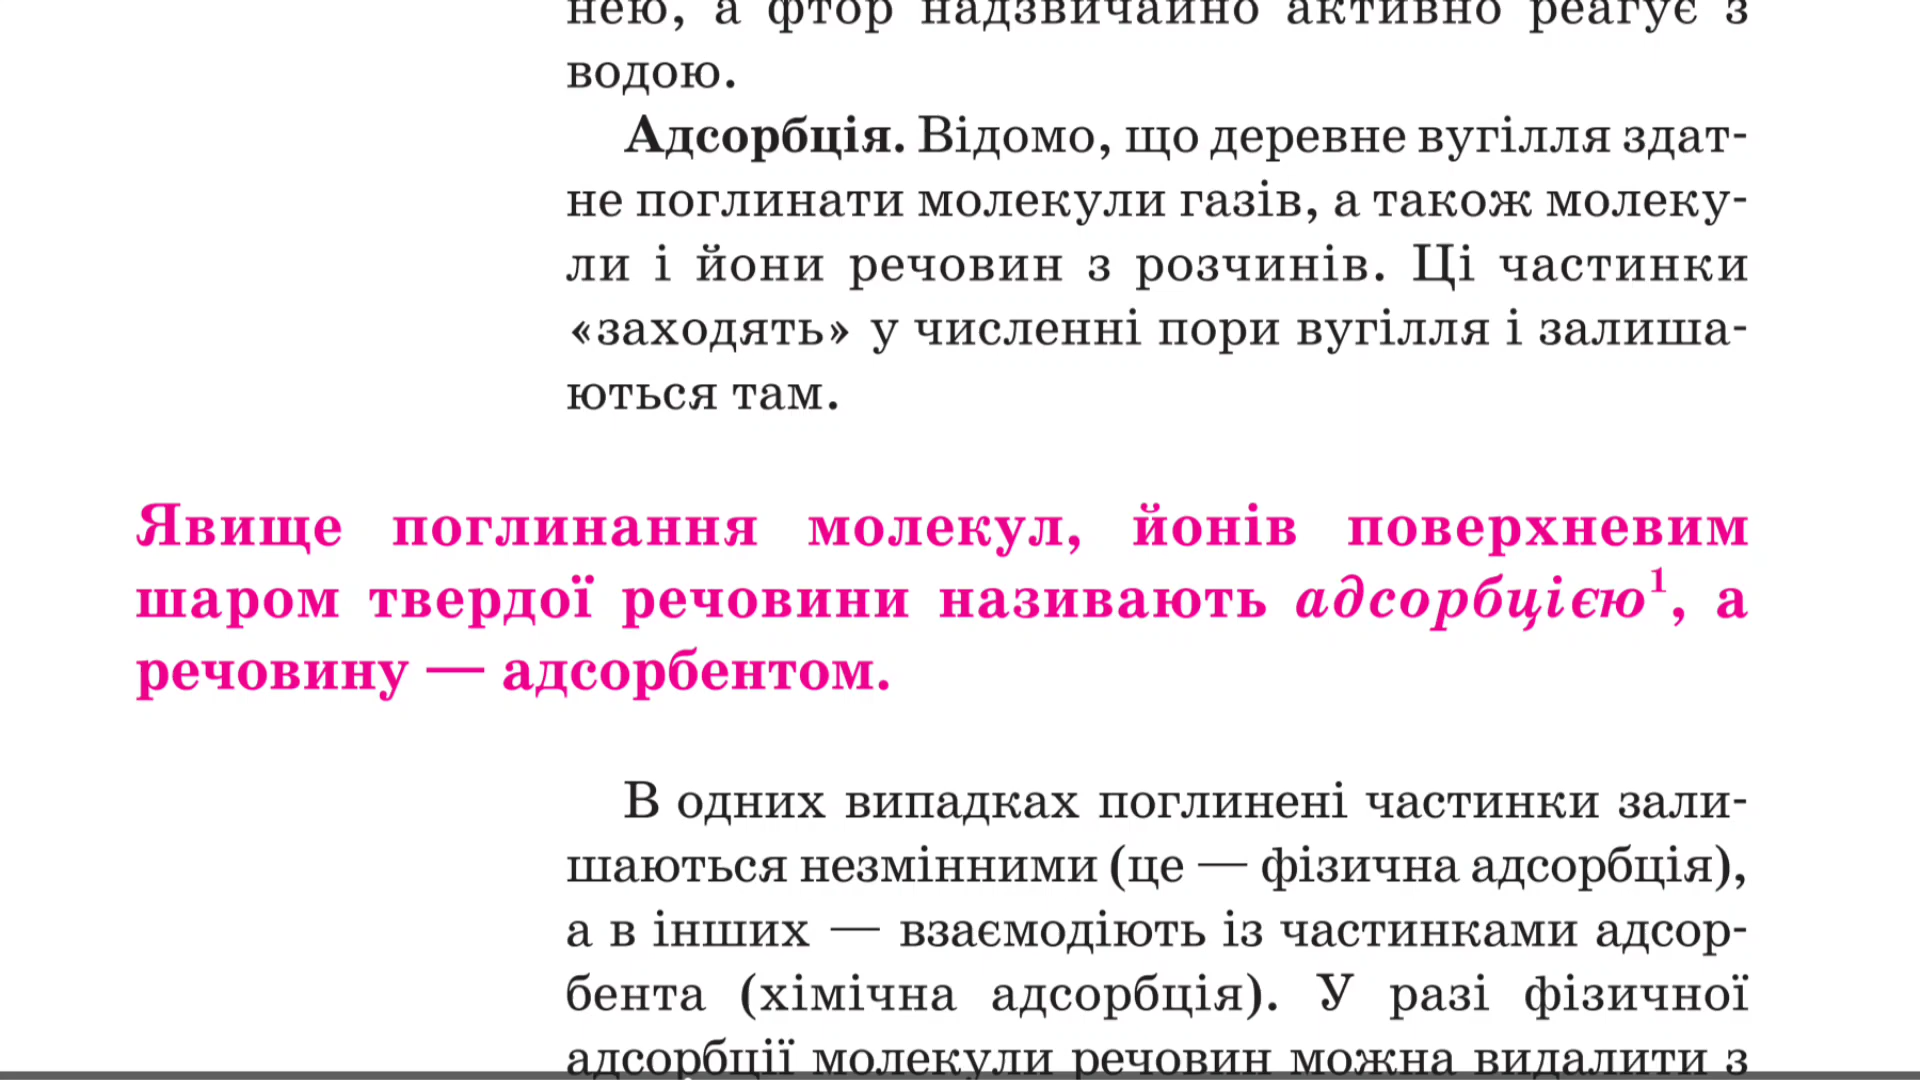 нею, а фтор надзвичайно активно реагує з
водою.
Адсорбція. Відомо, що деревне вугілля здат-
не поглинати молекули газів, а також молеку-
ли і йони речовин з розчинів. Ці частинки
«заходять» у численні пори вугілля і залиша-
ються там.
Явище поглинання молекул, йонів поверхневим
шаром твердої речовини називають адсорбцією¹, а
речовину — адсорбентом.
В одних випадках поглинені частинки зали-
шаються незмінними (це — фізична адсорбція),
а в інших — взаємодіють із частинками адсор-
бента (хімічна адсорбція). У разі фізичної
адсорбції молекули речовин можна видалити з